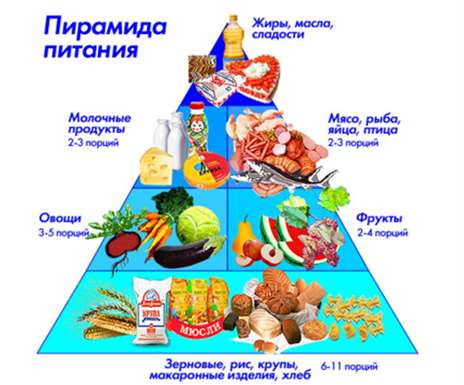 Пирамида
питания
Жиры, масла,
сладости
Молочные
продукты
2-3 порций
Мясо, рыба,
яйца, птица
2-3 порций
Овощи
3-5 порций
Фрукты
2-4 порций
КРУПА
МЮСЛИ
Зерновые, рис, крупы,
макаронные изделия, хлеб
6-11 порций